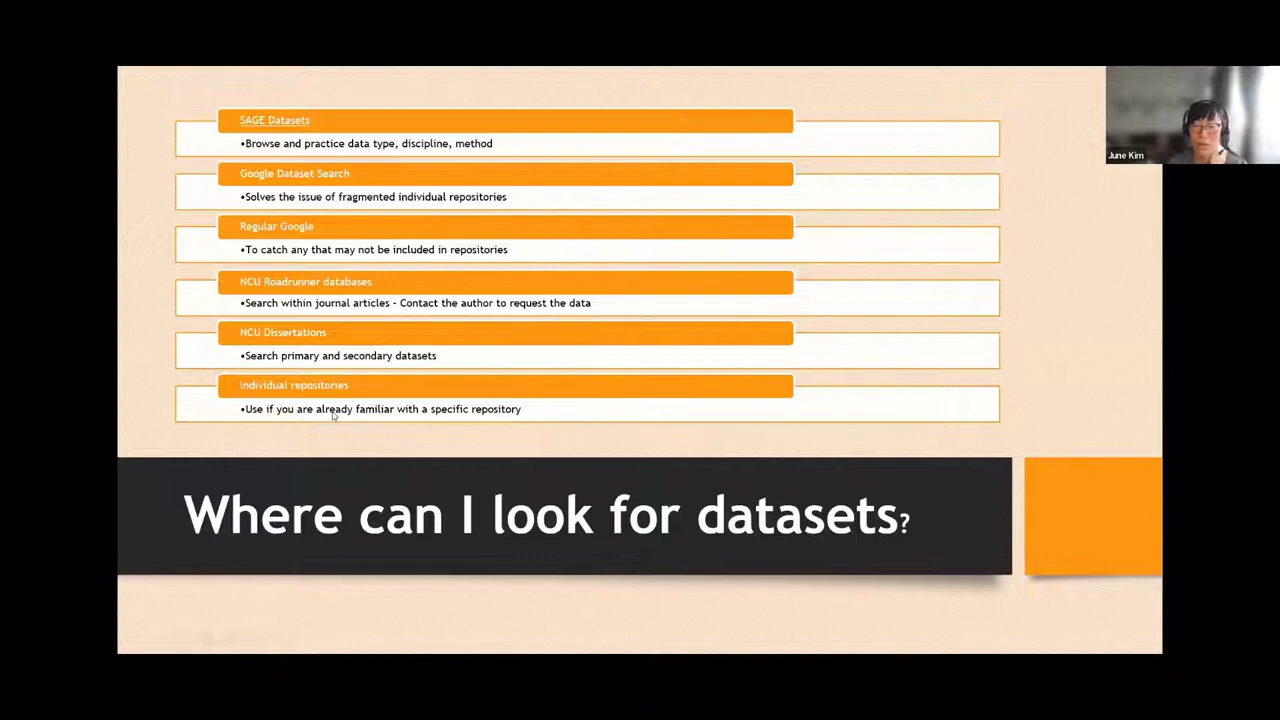 SAGE Datasets
•Browse and practice data type, discipline, method
Google Dataset Search
•Solves the issue of fragmented individual repositories
Regular Google
•To catch any that may not be included in repositories
NCU Roadrunner databases
•Search within journal articles - Contact the author to request the data
NCU Dissertations
•Search primary and secondary datasets
Individual repositories
•Use if you are already familiar with a specific repository
Where can I look for datasets?
June Kim